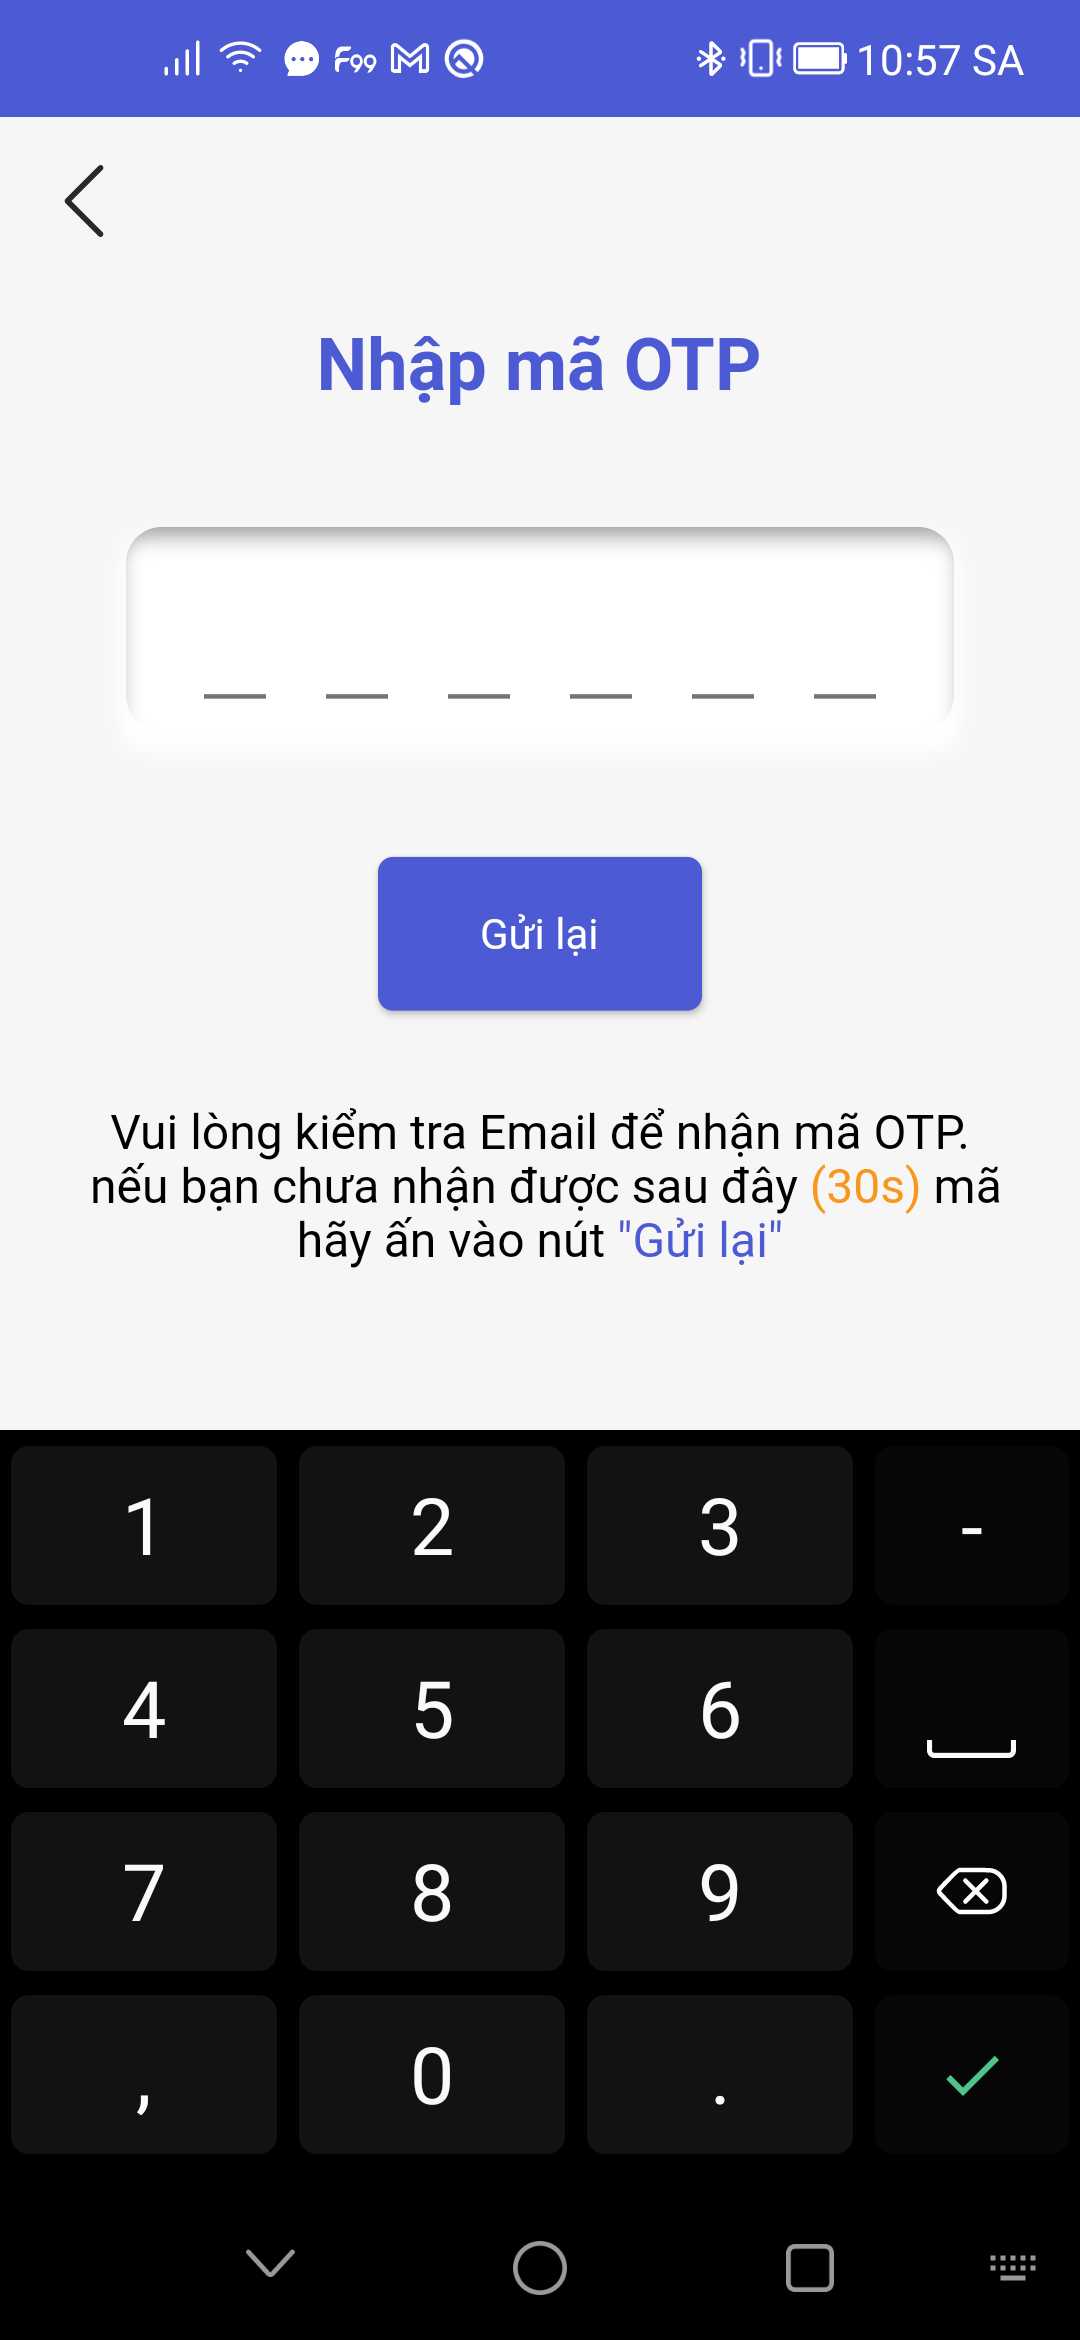 F99
10:57 SA
Nhập mã OTP
Gửi lại
Vui lòng kiểm tra Email để nhận mã OTP.
nếu bạn chưa nhận được sau đây (30s) mã
hãy ấn vào nút "Gửi lại"
1 2 3 -
4 5 6
7 8 9
, 0 .